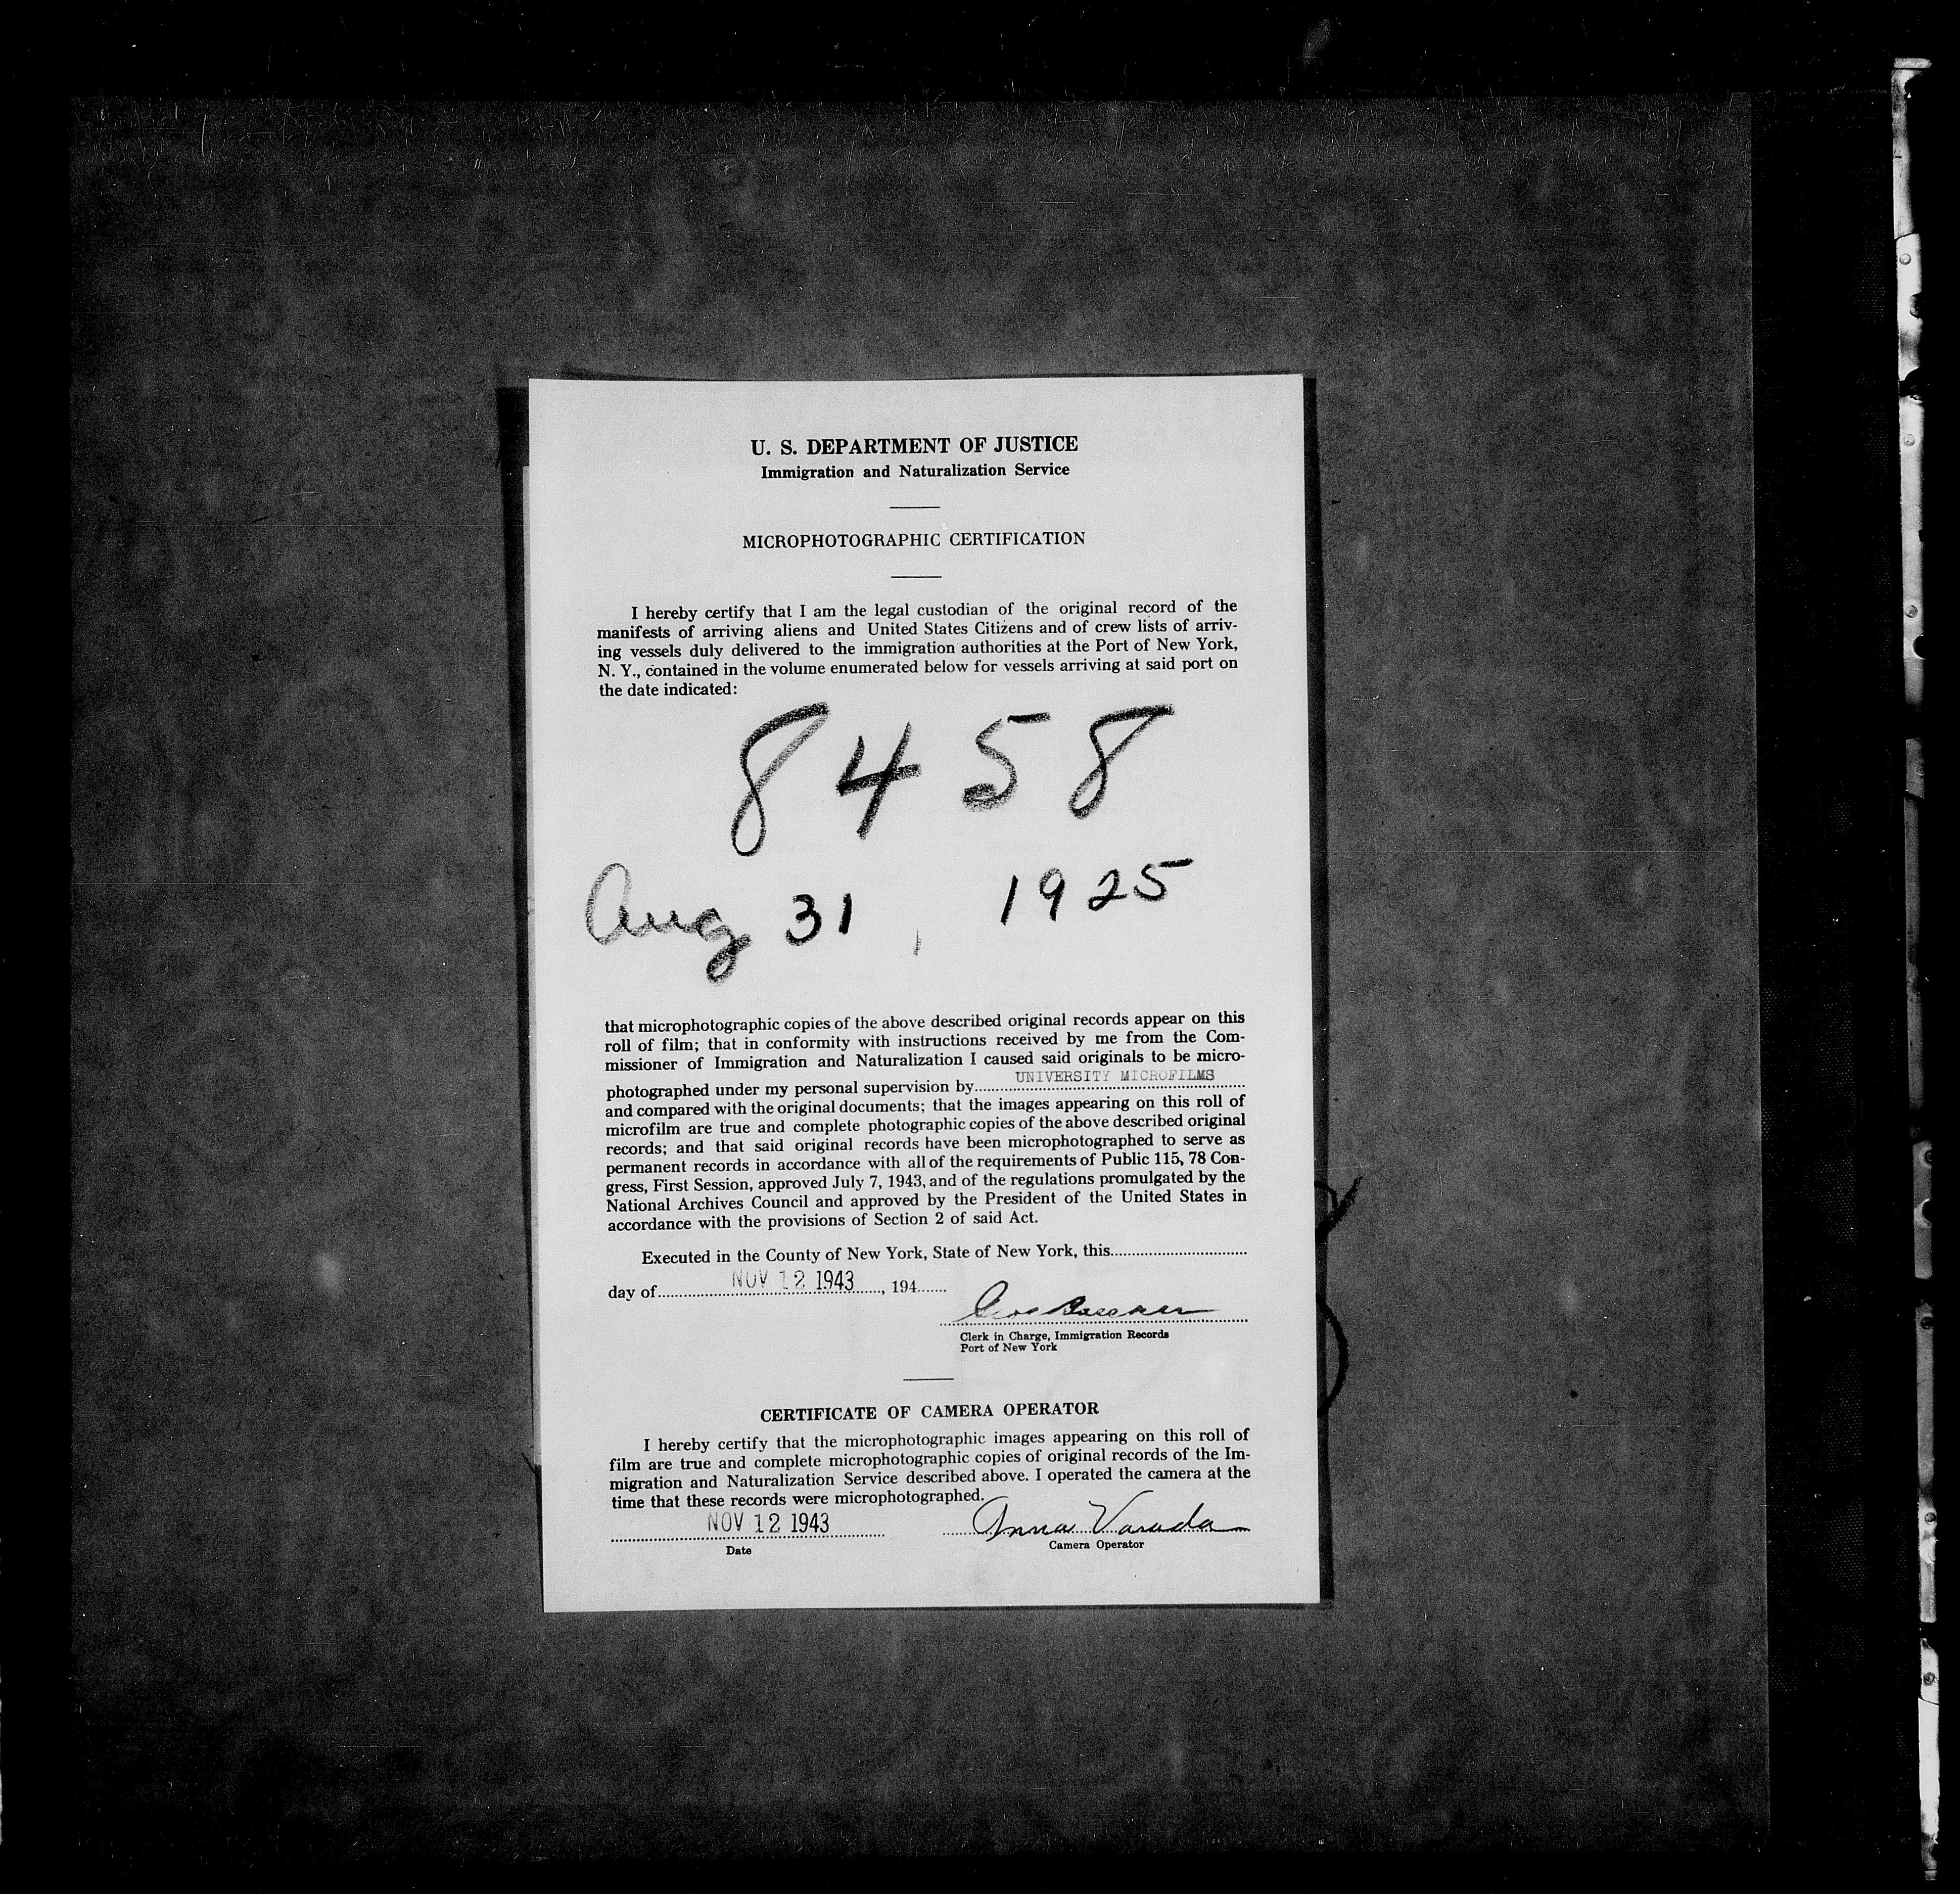 U. S. DEPARTMENT OF JUSTICE
Immigration and Naturalization Service
MICROPHOTOGRAPHIC CERTIFICATION
I hereby certify that I am the legal custodian of the original record of the
manifests of arriving aliens and United States Citizens and of crew lists of arriv-
ing vessels duly delivered to the immigration authorities at the Port of New York,
N. Y., contained in the volume enumerated below for vessels arriving at said port on
the date indicated:
8458
Aug 31, 1925
that microphotographic copies of the above described original records appear on this
roll of film; that in conformity with instructions received by me from the Com-
missioner of Immigration and Naturalization I caused said originals to be micro-
photographed under my personal supervision by UNIVERSITY MICROFILMS
and compared with the original documents; that the images appearing on this roll of
microfilm are true and complete photographic copies of the above described original
records; and that said original records have been microphotographed to serve as
permanent records in accordance with all of the requirements of Public 115, 78 Con-
gress, First Session, approved July 7, 1943, and of the regulations promulgated by the
National Archives Council and approved by the President of the United States in
accordance with the provisions of Section 2 of said Act.
Executed in the County of New York, State of New York, this
day of NOV 12 1943, 194
Clerk in Charge, Immigration Records
Port of New York
CERTIFICATE OF CAMERA OPERATOR
I hereby certify that the microphotographic images appearing on this roll of
film are true and complete microphotographic copies of original records of the Im-
migration and Naturalization Service described above. I operated the camera at the
time that these records were microphotographed.
NOV 12 1943 Anna
Date Camera Operator